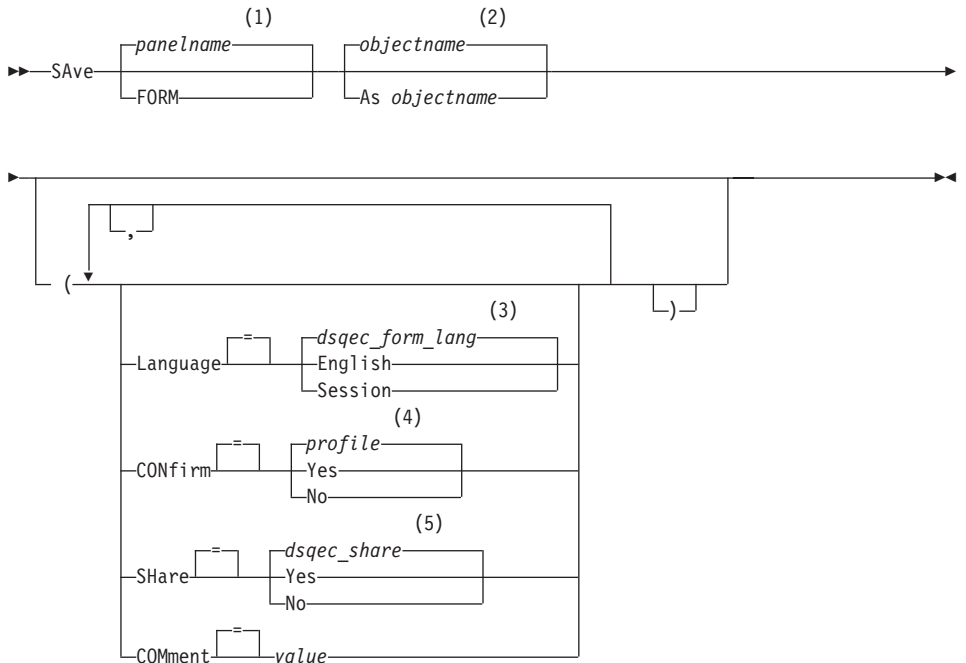 (1) (2)
panelname objectname
SAve
FORM As objectname
,
( )
(3)
= dsqec_form_lang
Language English
Session
(4)
= profile
CONfirm Yes
No
(5)
= dsqec_share
SHare Yes
No
=
COMment value